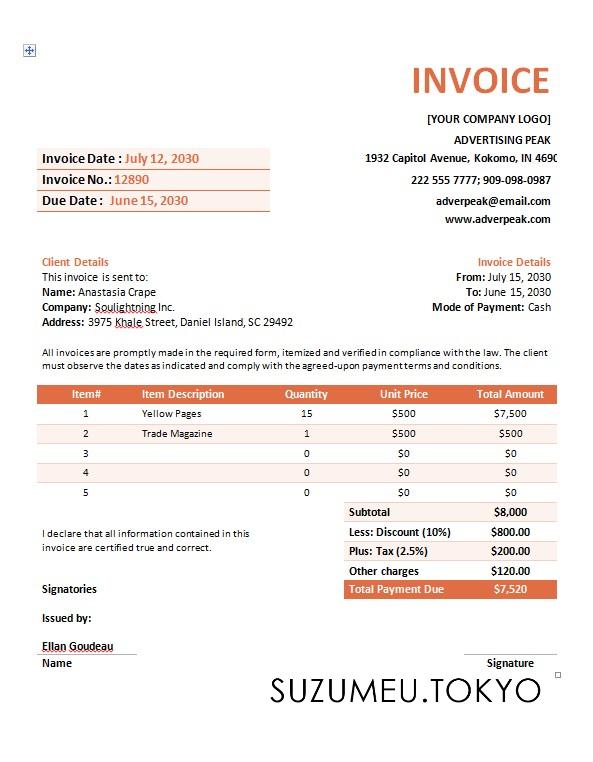 INVOICE
[YOUR COMPANY LOGO]
ADVERTISING PEAK
1932 Capitol Avenue, Kokomo, IN 4690
222 555 7777; 909-098-0987
adverpeak@email.com
www.adverpeak.com
Invoice Date : July 12, 2030
Invoice No.: 12890
Due Date : June 15, 2030
Client Details
This invoice is sent to:
Name: Anastasia Crape
Company: Soulightning Inc.
Address: 3975 Khale Street, Daniel Island, SC 29492
Invoice Details
From: July 15, 2030
To: June 15, 2030
Mode of Payment: Cash
All invoices are promptly made in the required form, itemized and verified in compliance with the law. The client
must observe the dates as indicated and comply with the agreed-upon payment terms and conditions.
Item# Item Description Quantity Unit Price Total Amount
1 Yellow Pages 15 $500 $7,500
2 Trade Magazine 1 $500 $500
3 0 $0 $0
4 0 $0 $0
5 0 $0 $0
Subtotal $8,000
Less: Discount (10%) $800.00
Plus: Tax (2.5%) $200.00
Other charges $120.00
Total Payment Due $7,520
I declare that all information contained in this
invoice are certified true and correct.
Signatories
Issued by:
Ellan Goudeau
Name
Signature
SUZUMEU.TOKYO